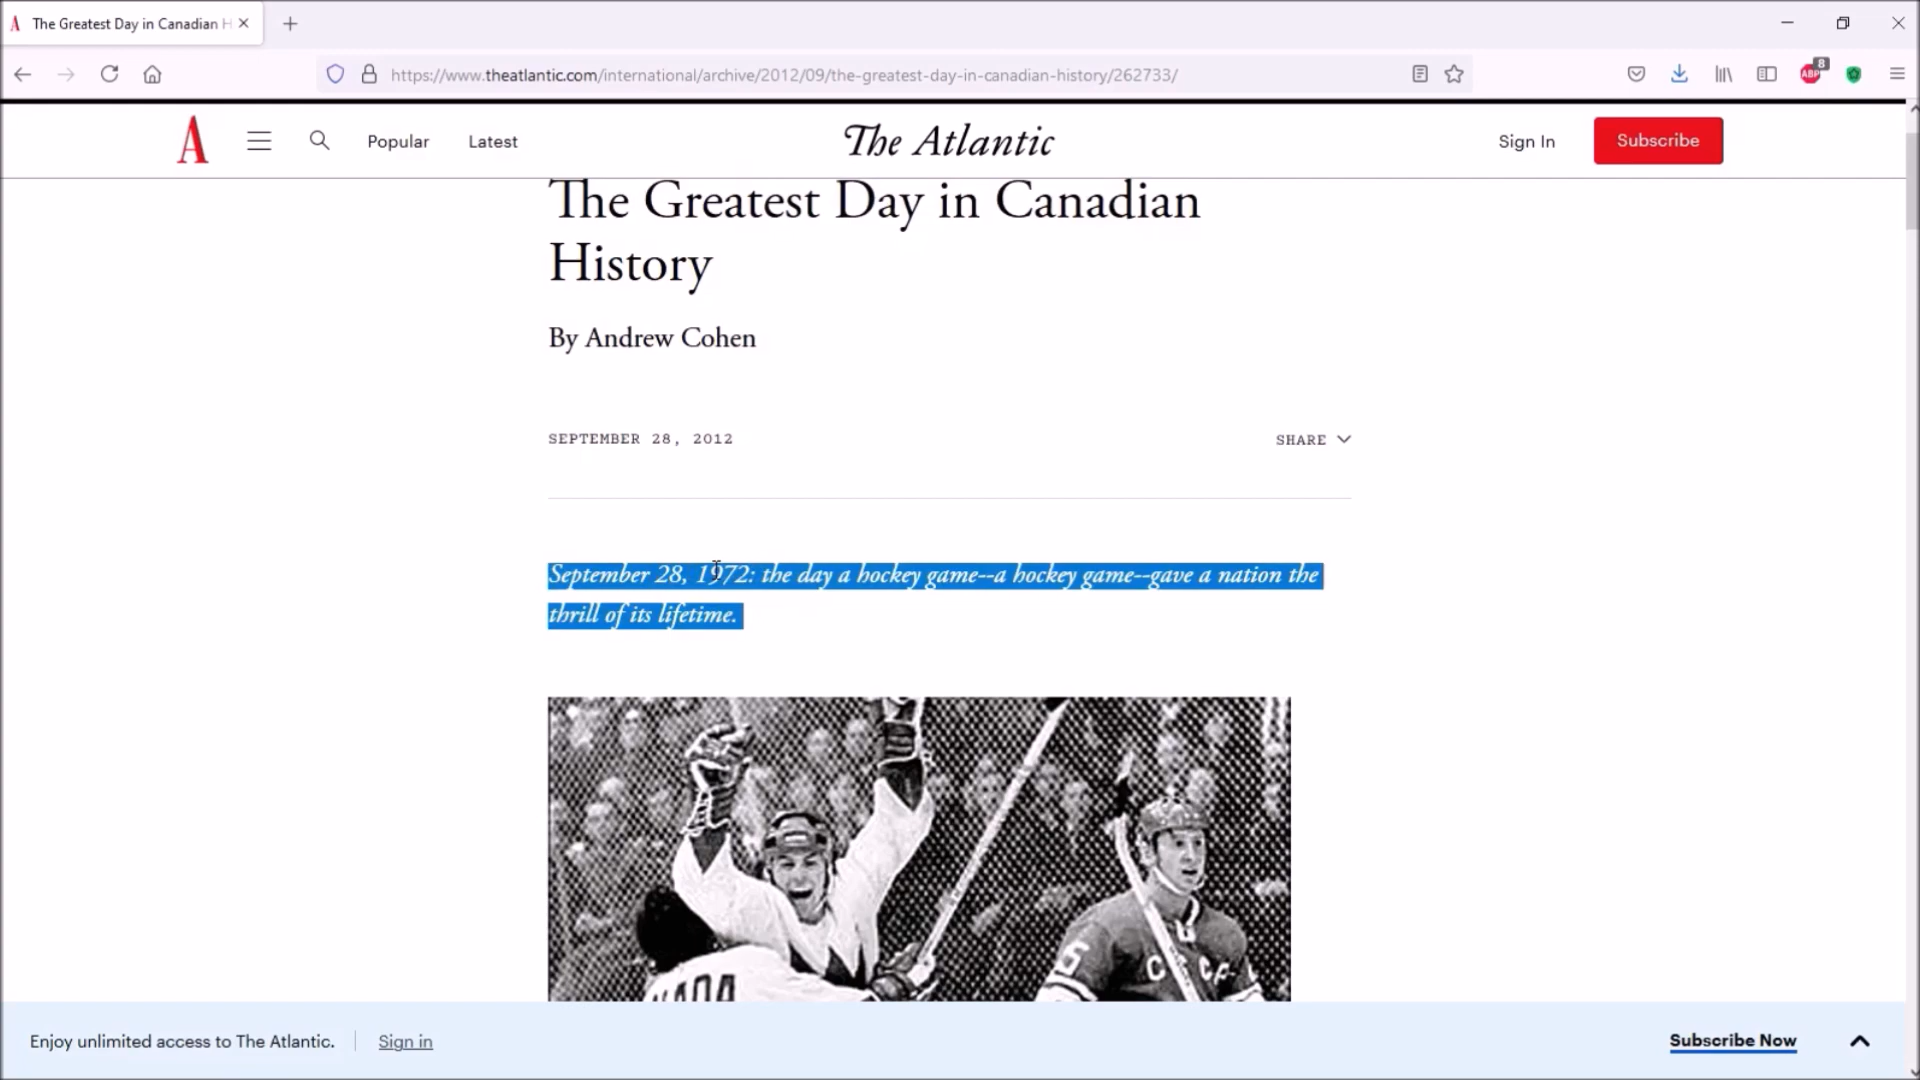 The Greatest Day in Canadian H
https://www.theatlantic.com/international/archive/2012/09/the-greatest-day-in-canadian-history/262733/
ABP
8
A
Popular
Latest
The Atlantic
Sign In
Subscribe
The Greatest Day in Canadian
History
By Andrew Cohen
SEPTEMBER 28, 2012
SHARE
September 28, 1972: the day a hockey game--a hockey game--gave a nation the
thrill of its lifetime.
5
Enjoy unlimited access to The Atlantic.
Sign in
Subscribe Now